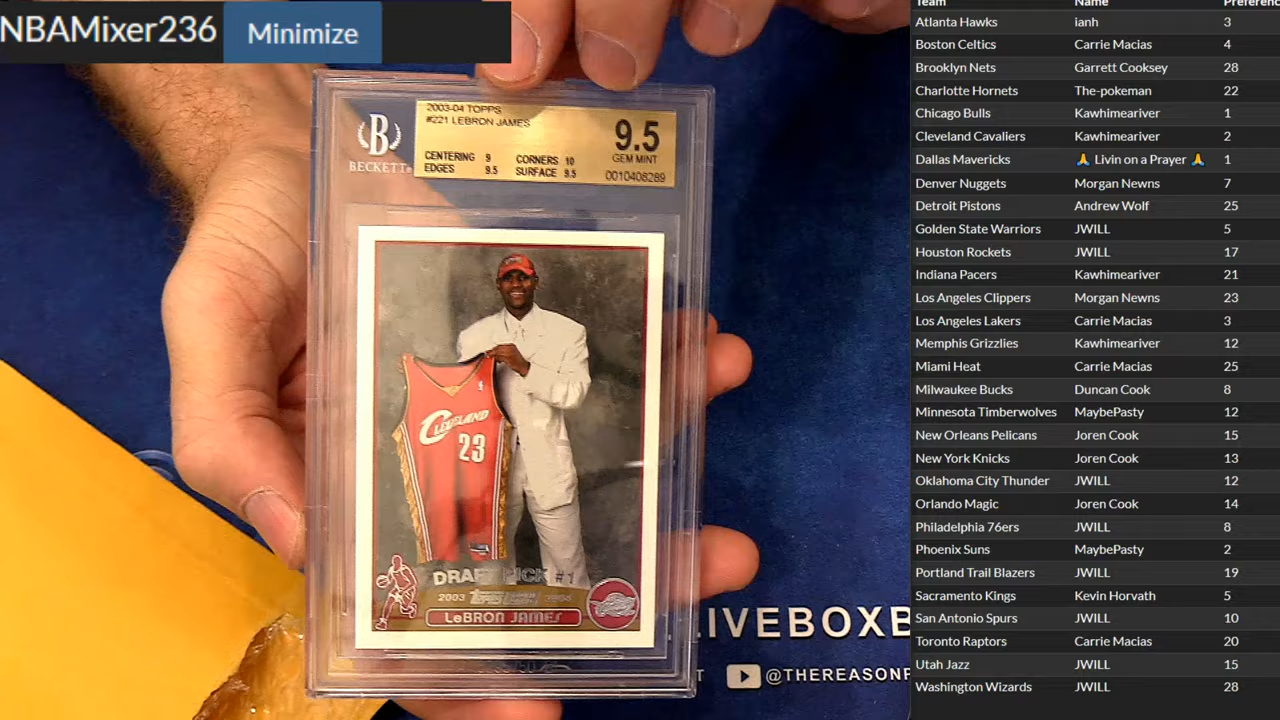 NBAMixer236 Minimize
2003-04 TOPPS
#221 LEBRON JAMES
CENTERING 9 CORNERS 10
EDGES 9.5 SURFACE 9.5
9.5
GEM MINT
0010408289
B
BECKETT
CLEVELAND
23
DRAFT PICK #1
2003
LeBRON JAMES
LIVEBOXB
@THEREASONF
Team Name Preferenc
Atlanta Hawks ianh 3
Boston Celtics Carrie Macias 4
Brooklyn Nets Garrett Cooksey 28
Charlotte Hornets The-pokeman 22
Chicago Bulls Kawhimeariver 1
Cleveland Cavaliers Kawhimeariver 2
Dallas Mavericks 🙏 Livin on a Prayer 🙏 1
Denver Nuggets Morgan Newns 7
Detroit Pistons Andrew Wolf 25
Golden State Warriors JWILL 5
Houston Rockets JWILL 17
Indiana Pacers Kawhimeariver 21
Los Angeles Clippers Morgan Newns 23
Los Angeles Lakers Carrie Macias 3
Memphis Grizzlies Kawhimeariver 12
Miami Heat Carrie Macias 25
Milwaukee Bucks Duncan Cook 8
Minnesota Timberwolves MaybePasty 12
New Orleans Pelicans Joren Cook 15
New York Knicks Joren Cook 13
Oklahoma City Thunder JWILL 12
Orlando Magic Joren Cook 14
Philadelphia 76ers JWILL 8
Phoenix Suns MaybePasty 2
Portland Trail Blazers JWILL 19
Sacramento Kings Kevin Horvath 5
San Antonio Spurs JWILL 10
Toronto Raptors Carrie Macias 20
Utah Jazz JWILL 15
Washington Wizards JWILL 28